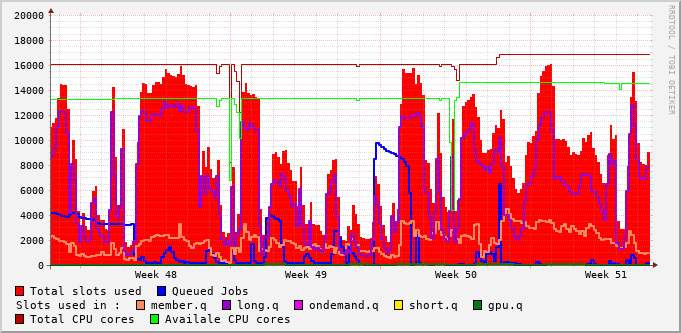 RRDTOOL / TOBI OETIKER
20000
18000
16000
14000
12000
10000
8000
6000
4000
2000
0
Week 48 Week 49 Week 50 Week 51
Total slots used Queued Jobs
Slots used in : member.q long.q ondemand.q short.q gpu.q
Total CPU cores Availale CPU cores